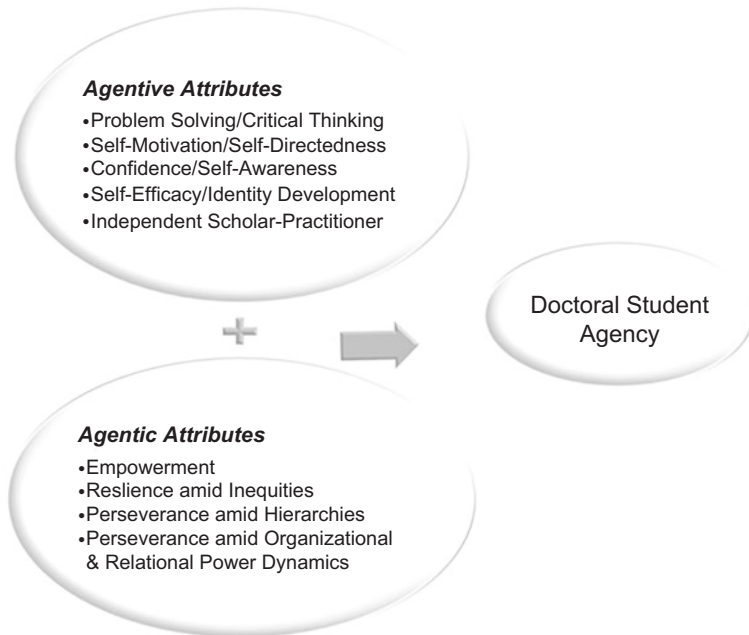 Agentive Attributes
•Problem Solving/Critical Thinking
•Self-Motivation/Self-Directedness
•Confidence/Self-Awareness
•Self-Efficacy/Identity Development
•Independent Scholar-Practitioner
+
Doctoral Student
Agency
Agentic Attributes
•Empowerment
•Reslience amid Inequities
•Perseverance amid Hierarchies
•Perseverance amid Organizational
& Relational Power Dynamics